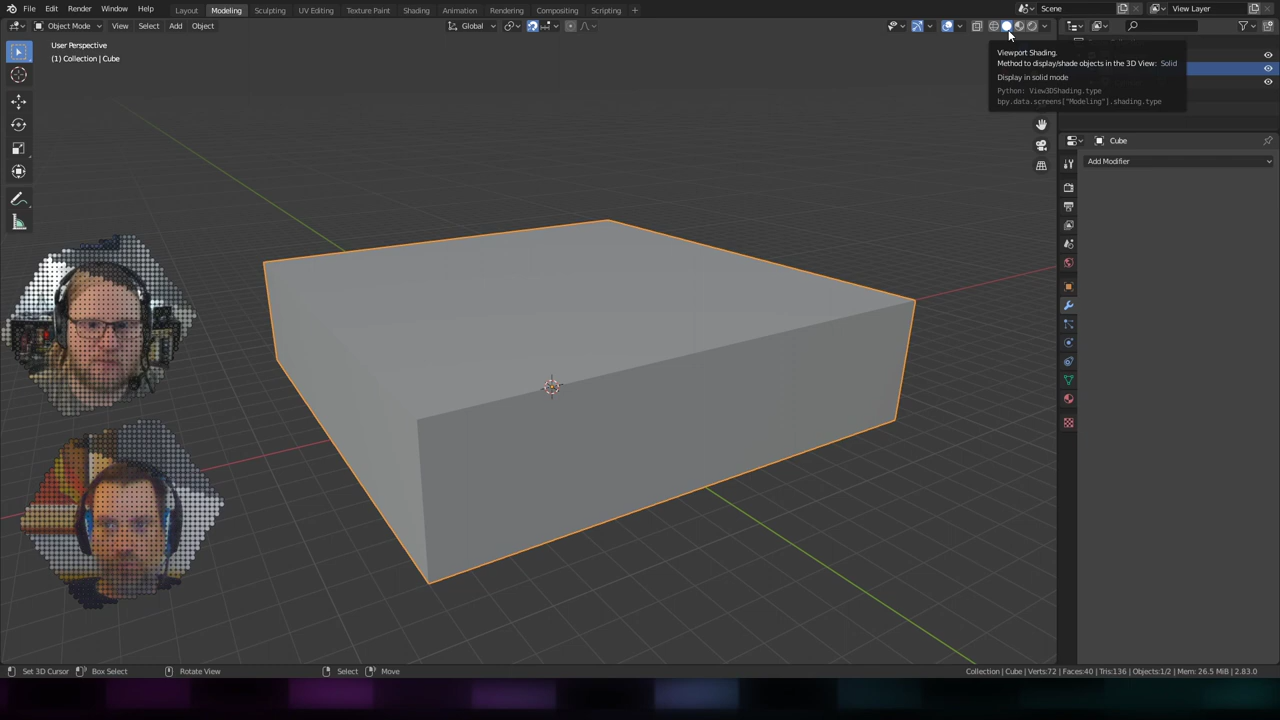 File Edit Render Window Help
Layout Modeling Sculpting UV Editing Texture Paint Shading Animation Rendering Compositing Scripting +
Scene
View Layer
Object Mode View Select Add Object
Global
User Perspective
(1) Collection | Cube
Viewport Shading.
Method to display/shade objects in the 3D View: Solid
Display in solid mode
Python: View3DShading.type
bpy.data.screens["Modeling"].shading.type
Cube
Add Modifier
Set 3D Cursor Box Select Rotate View Select Move
Collection | Cube | Verts:72 | Faces:40 | Tris:136 | Objects:1/2 | Mem: 26.5 MiB | 2.83.0